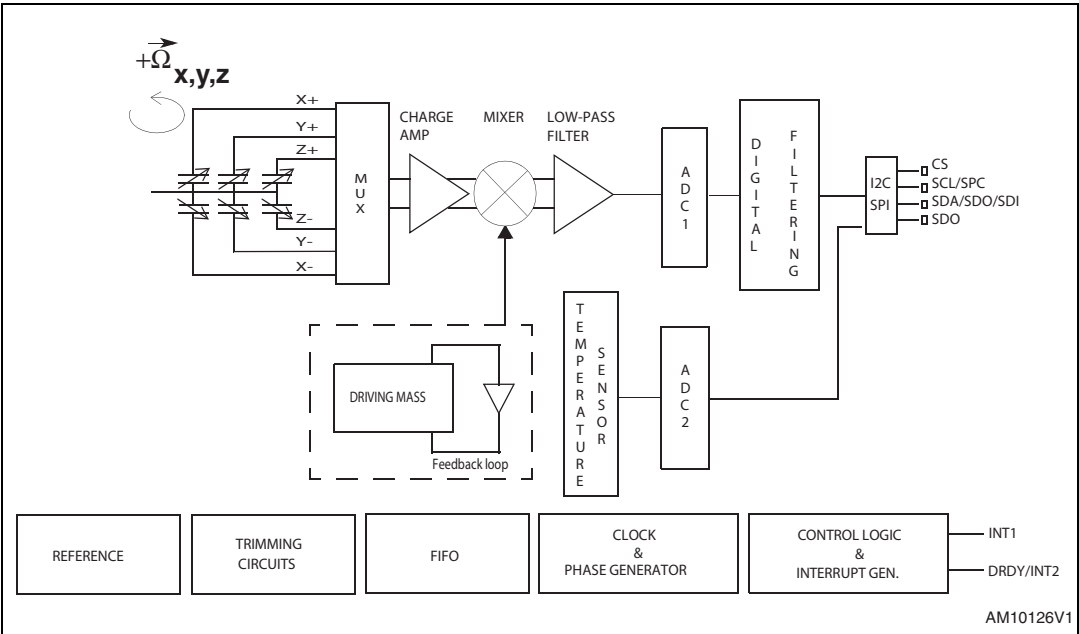 +Ω x,y,z
X+
Y+
Z+
Z-
Y-
X-
MUX
CHARGE
AMP
MIXER
LOW-PASS
FILTER
ADC1
DIGITAL
FILTERING
I2C
SPI
CS
SCL/SPC
SDA/SDO/SDI
SDO
DRIVING MASS
Feedback loop
TEMPERATURE
SENSOR
ADC2
REFERENCE
TRIMMING
CIRCUITS
FIFO
CLOCK
&
PHASE GENERATOR
CONTROL LOGIC
&
INTERRUPT GEN.
INT1
DRDY/INT2
AM10126V1